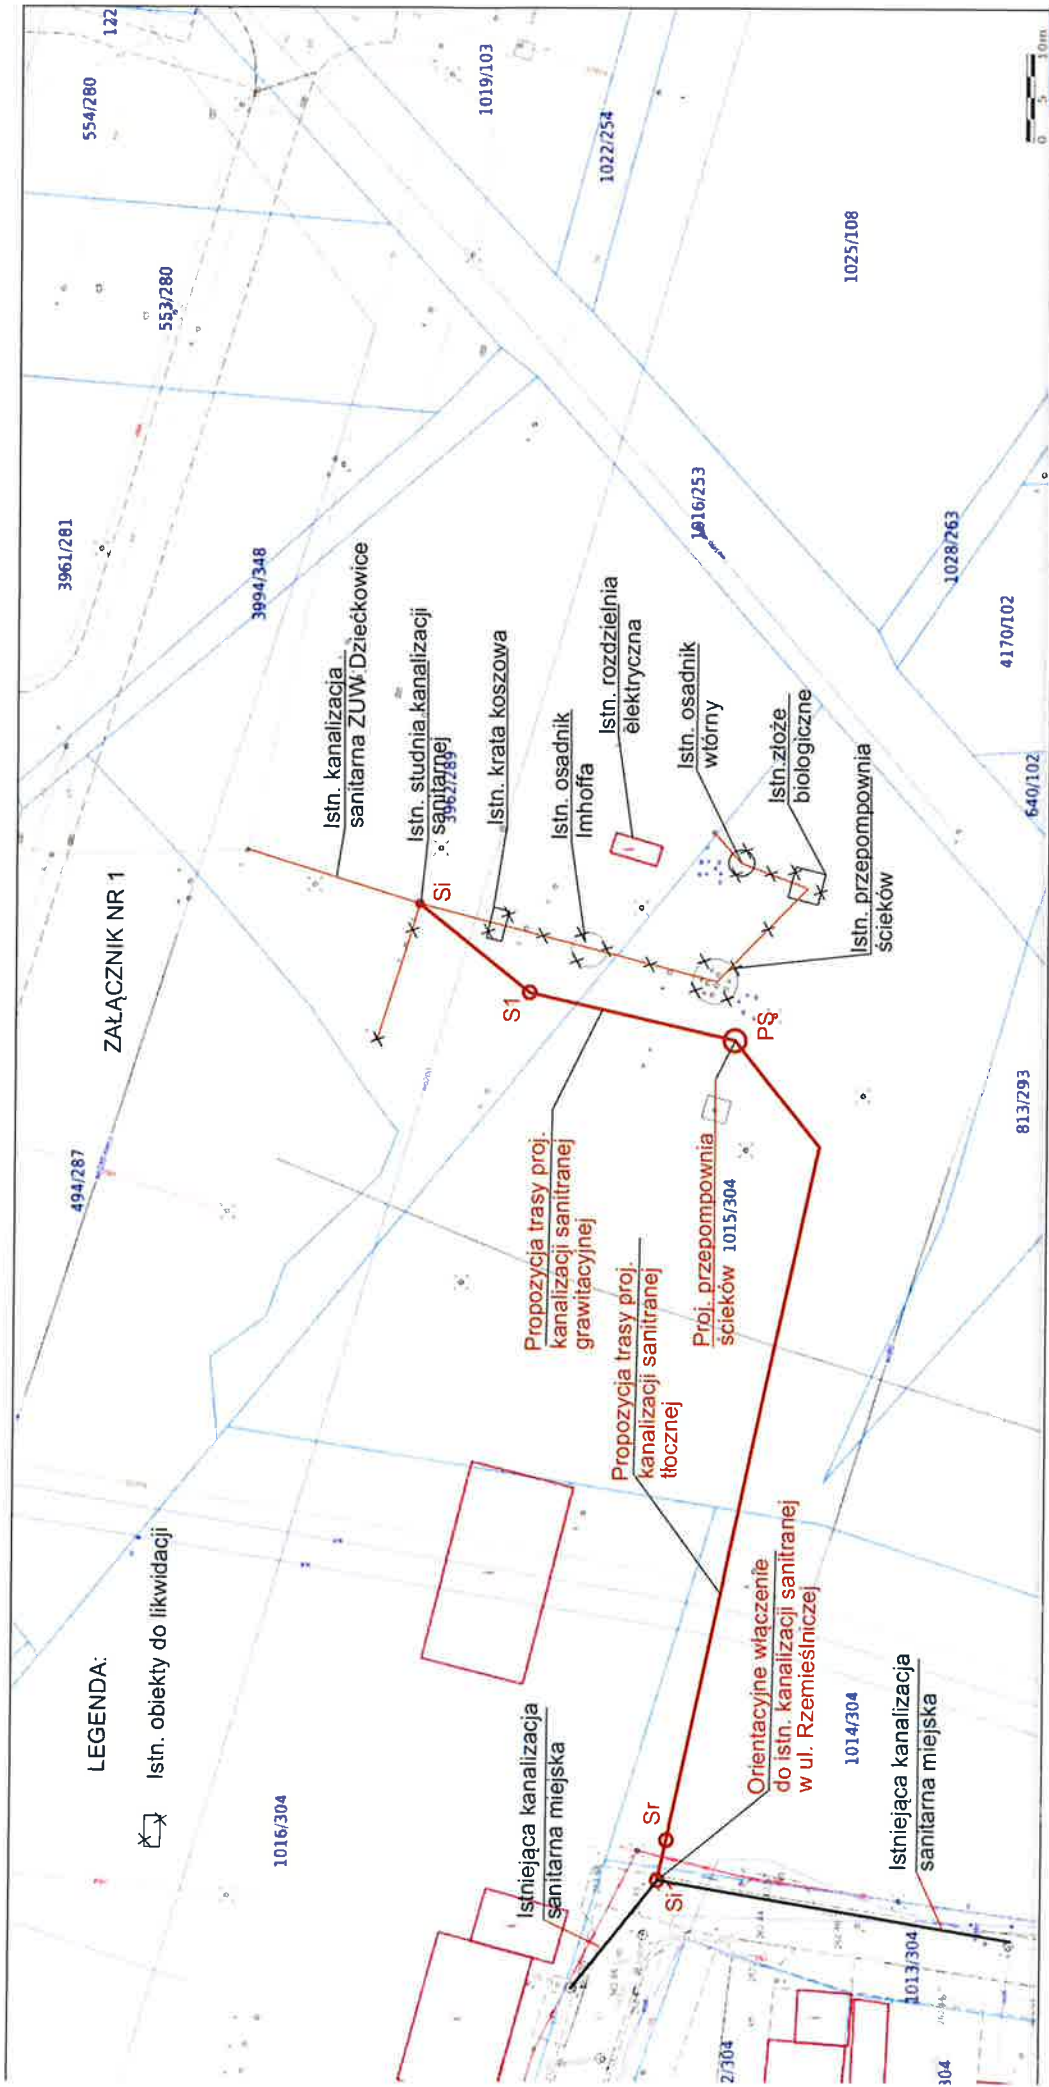 ZAŁĄCZNIK NR 1
LEGENDA:
Istn. obiekty do likwidacji
122
554/280
553/280
1019/103
1022/254
1025/108
3961/281
3994/348
1016/253
1028/263
4170/102
640/102
3962/289
494/287
813/293
1015/304
1016/304
1014/304
1013/304
2/304
304
Istn. kanalizacja
sanitarna ZUW Dziećkowice
Istn. studnia kanalizacji
sanitarnej
Istn. krata koszowa
Istn. osadnik
Imhoffa
Istn. rozdzielnia
elektryczna
Istn. osadnik
wtórny
Istn. złoże
biologiczne
Istn. przepompownia
ścieków
Si
S1
PS
Propozycja trasy proj.
kanalizacji sanitranej
grawitacyjnej
Proj. przepompownia
ścieków
Propozycja trasy proj.
kanalizacji sanitranej
tłocznej
Orientacyjne włączenie
do istn. kanalizacji sanitranej
w ul. Rzemieślniczej
Istniejąca kanalizacja
sanitarna miejska
Sr
Si
Istniejąca kanalizacja
sanitarna miejska
0 5 10m